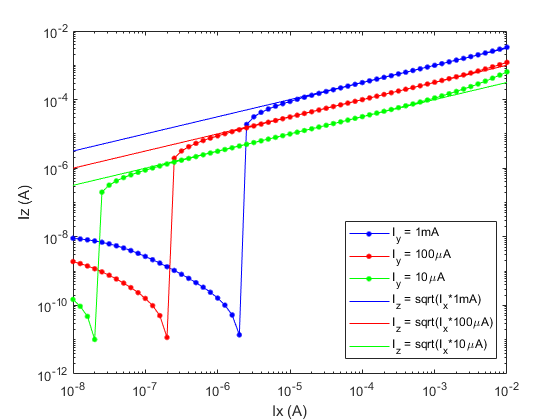 10^-2
10^-4
10^-6
10^-8
10^-10
10^-12
Iz (A)
I_y = 1mA
I_y = 100μA
I_y = 10μA
I_z = sqrt(I_x*1mA)
I_z = sqrt(I_x*100μA)
I_z = sqrt(I_x*10μA)
10^-8 10^-7 10^-6 10^-5 10^-4 10^-3 10^-2
Ix (A)